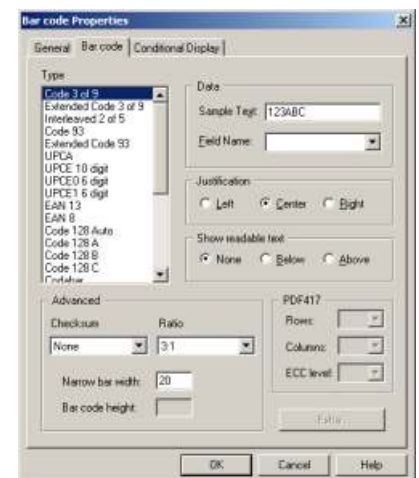 Bar code Properties
General Bar code Conditional Display
Type
Code 3 of 9
Extended Code 3 of 9
Interleaved 2 of 5
Code 93
Extended Code 93
UPCA
UPCE 10 digit
UPCE0 6 digit
UPCE1 6 digit
EAN 13
EAN 8
Code 128 Auto
Code 128 A
Code 128 B
Code 128 C
Codabar
Data
Sample Text: 123ABC
Field Name:
Justification
Left Center Right
Show readable text
None Below Above
Advanced
Checksum Ratio
None 3:1
Narrow bar width: 20
Bar code height:
PDF417
Rows:
Columns:
ECC level:
Extra
OK Cancel Help